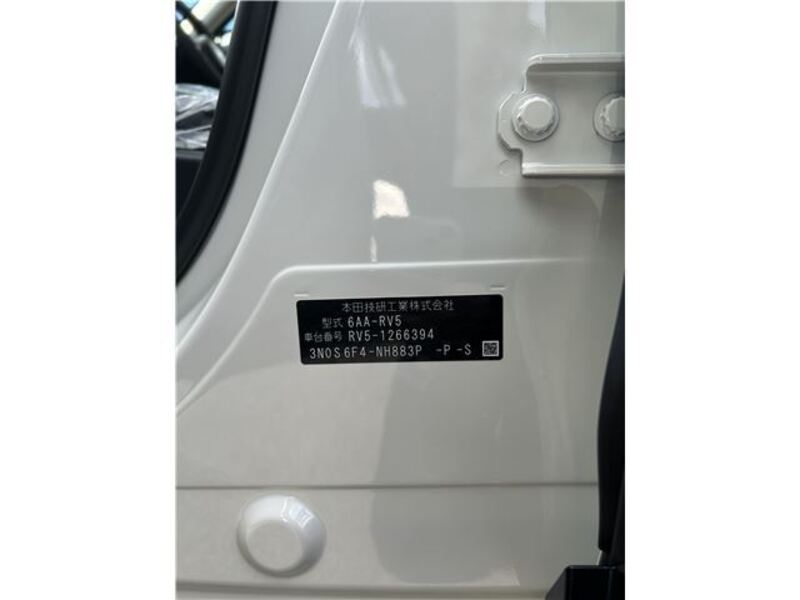 本田技研工業株式会社
型式 6AA-RV5
車台番号 RV5-1266394
3N0S6F4-NH883P -P -S